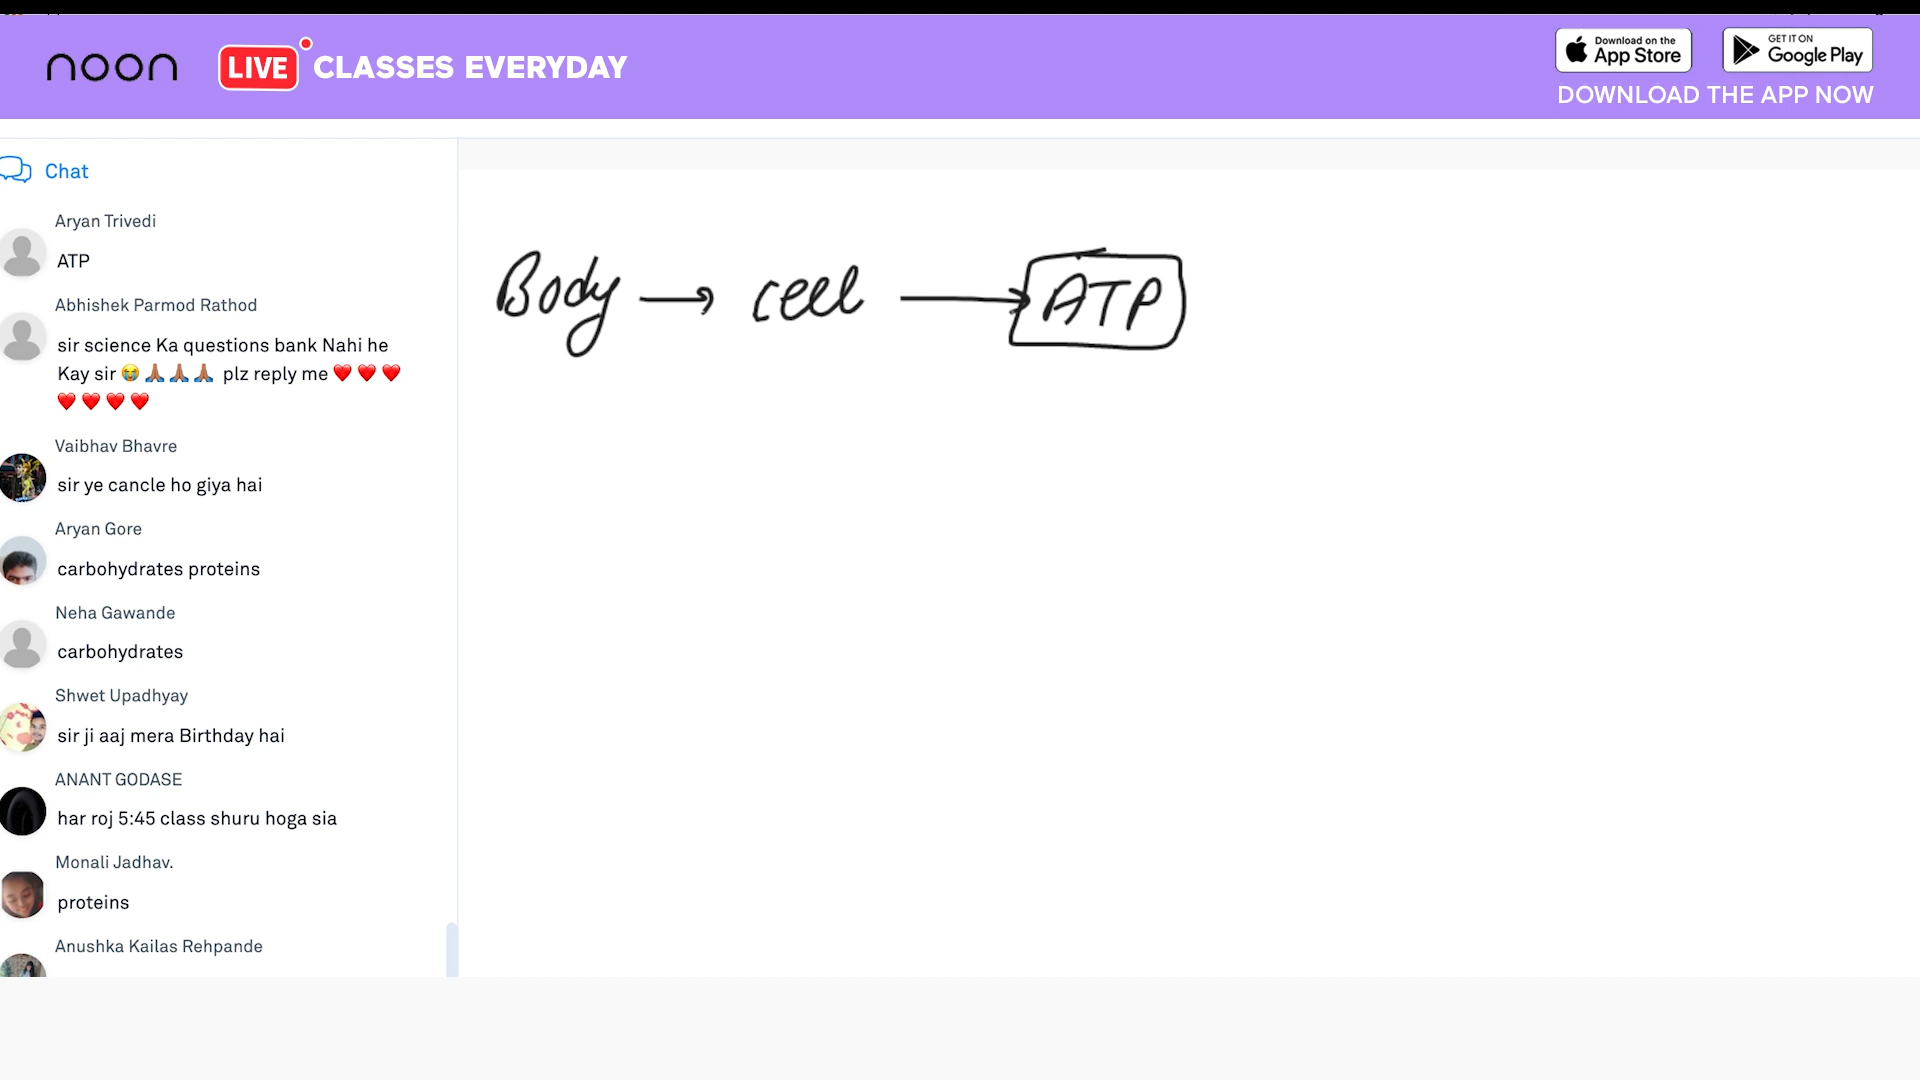 noon LIVE CLASSES EVERYDAY
Download on the App Store
GET IT ON Google Play
DOWNLOAD THE APP NOW
Chat
Aryan Trivedi
ATP
Abhishek Parmod Rathod
sir science Ka questions bank Nahi he
Kay sir 😭🙏🏽🙏🏽🙏🏽 plz reply me ❤️❤️❤️
❤️❤️❤️❤️
Vaibhav Bhavre
sir ye cancle ho giya hai
Aryan Gore
carbohydrates proteins
Neha Gawande
carbohydrates
Shwet Upadhyay
sir ji aaj mera Birthday hai
ANANT GODASE
har roj 5:45 class shuru hoga sia
Monali Jadhav.
proteins
Anushka Kailas Rehpande
Body → cell → ATP